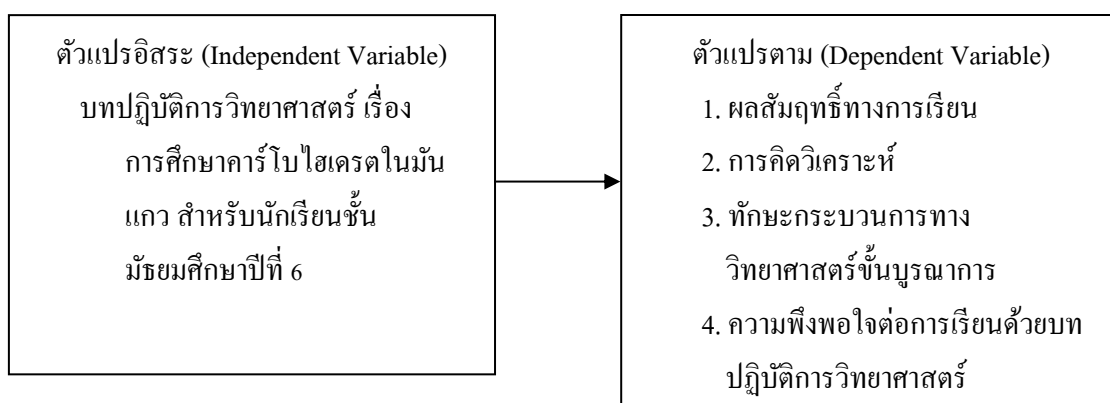 ตัวแปรอิสระ (Independent Variable)
บทปฏิบัติการวิทยาศาสตร์ เรื่อง
การศึกษาคาร์โบไฮเดรตในมัน
แกว สำหรับนักเรียนชั้น
มัธยมศึกษาปีที่ 6
ตัวแปรตาม (Dependent Variable)
1. ผลสัมฤทธิ์ทางการเรียน
2. การคิดวิเคราะห์
3. ทักษะกระบวนการทาง
วิทยาศาสตร์ขั้นบูรณาการ
4. ความพึงพอใจต่อการเรียนด้วยบท
ปฏิบัติการวิทยาศาสตร์